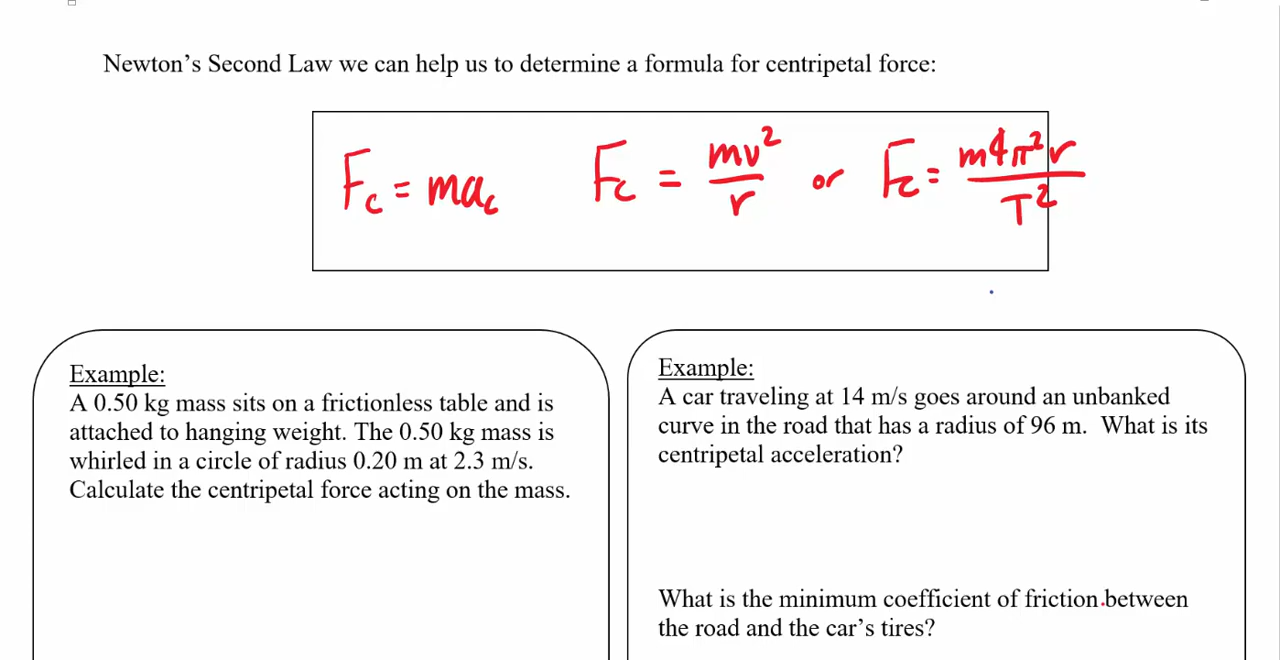 Newton's Second Law we can help us to determine a formula for centripetal force:
F_c = ma_c F_c = mv²/r or F_c = m4π²r/T²
Example:
A 0.50 kg mass sits on a frictionless table and is
attached to hanging weight. The 0.50 kg mass is
whirled in a circle of radius 0.20 m at 2.3 m/s.
Calculate the centripetal force acting on the mass.
Example:
A car traveling at 14 m/s goes around an unbanked
curve in the road that has a radius of 96 m. What is its
centripetal acceleration?
What is the minimum coefficient of friction between
the road and the car's tires?